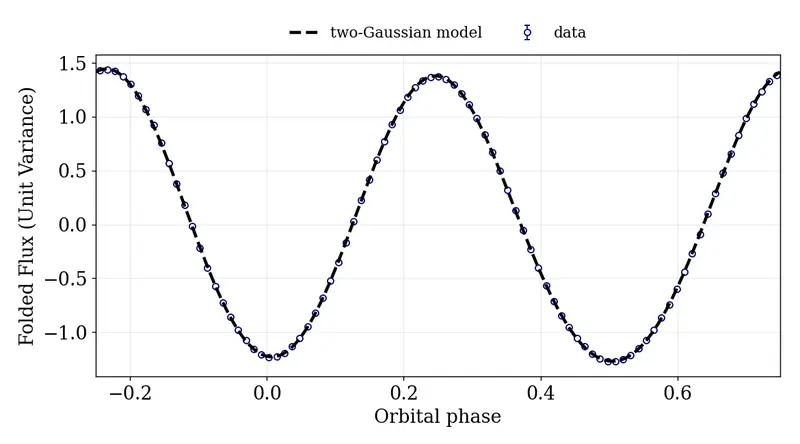 two-Gaussian model
data
Folded Flux (Unit Variance)
1.5
1.0
0.5
0.0
−0.5
−1.0
−0.2
0.0
0.2
0.4
0.6
Orbital phase